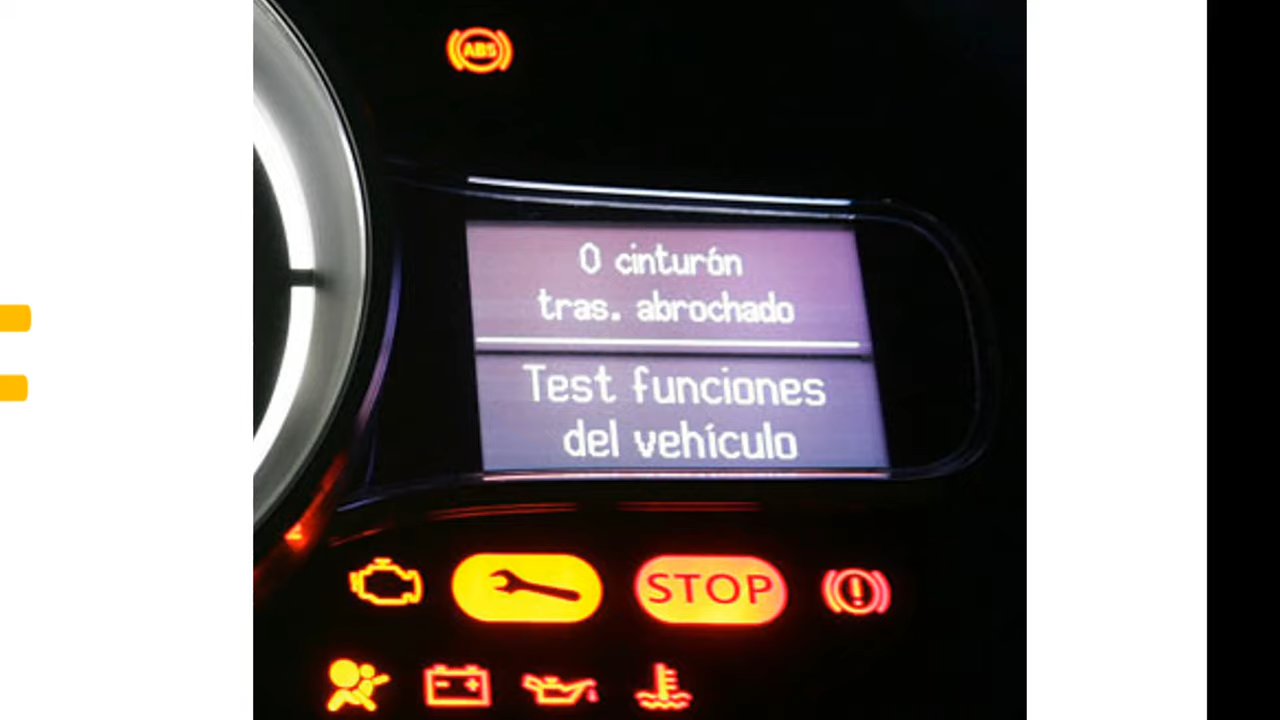 ABS
0 cinturón
tras. abrochado
Test funciones
del vehículo
STOP